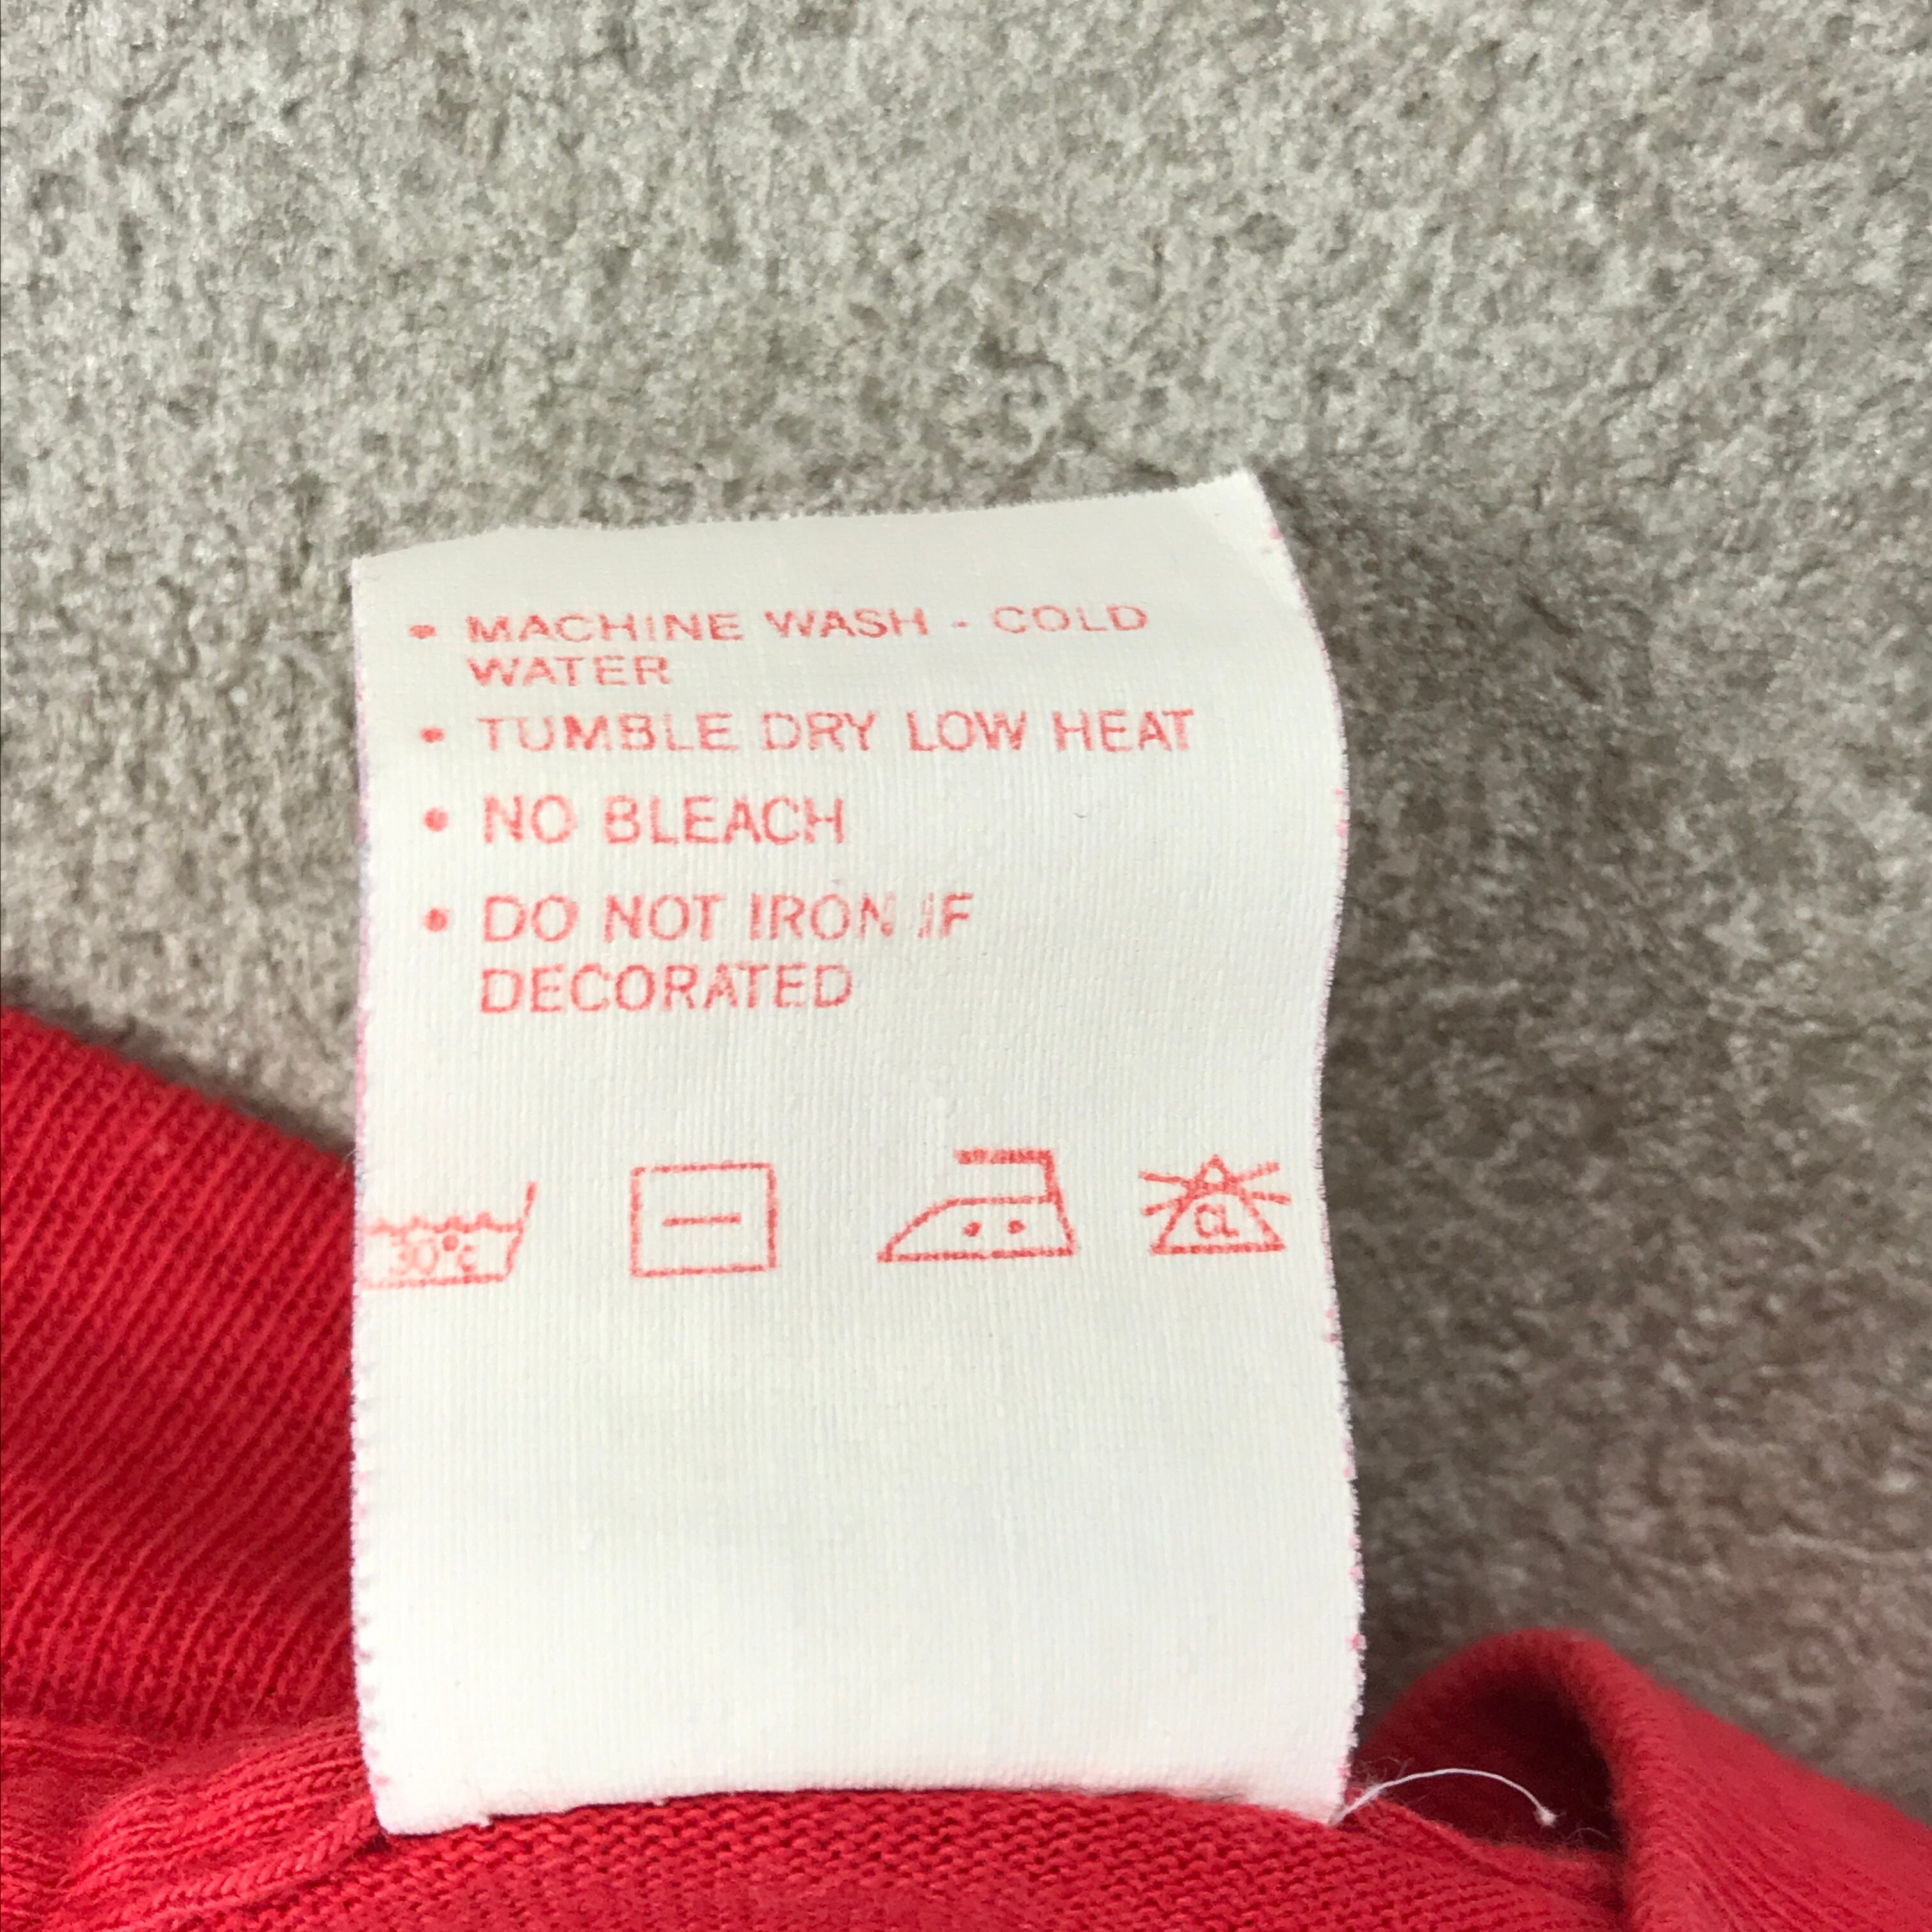 • MACHINE WASH - COLD
WATER
• TUMBLE DRY LOW HEAT
• NO BLEACH
• DO NOT IRON IF
DECORATED
30°c
CL